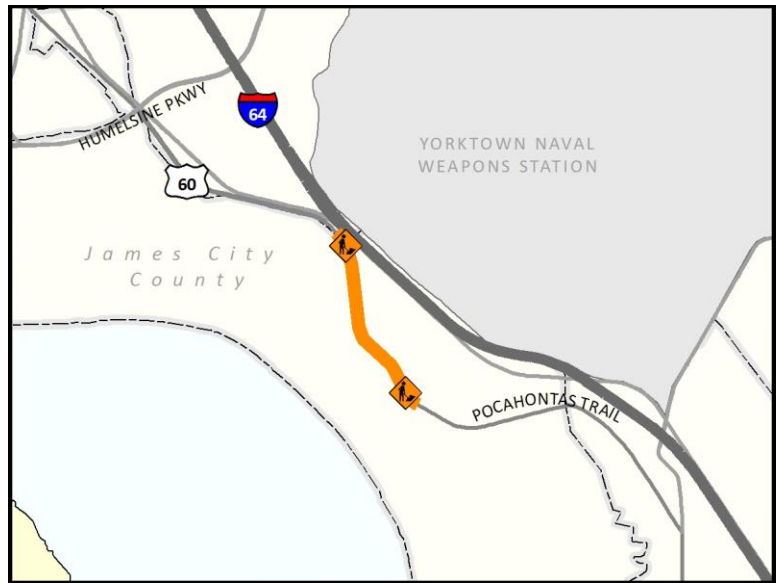 64
HUMELSINE PKWY
YORKTOWN NAVAL
WEAPONS STATION
60
James City
County
POCAHONTAS TRAIL